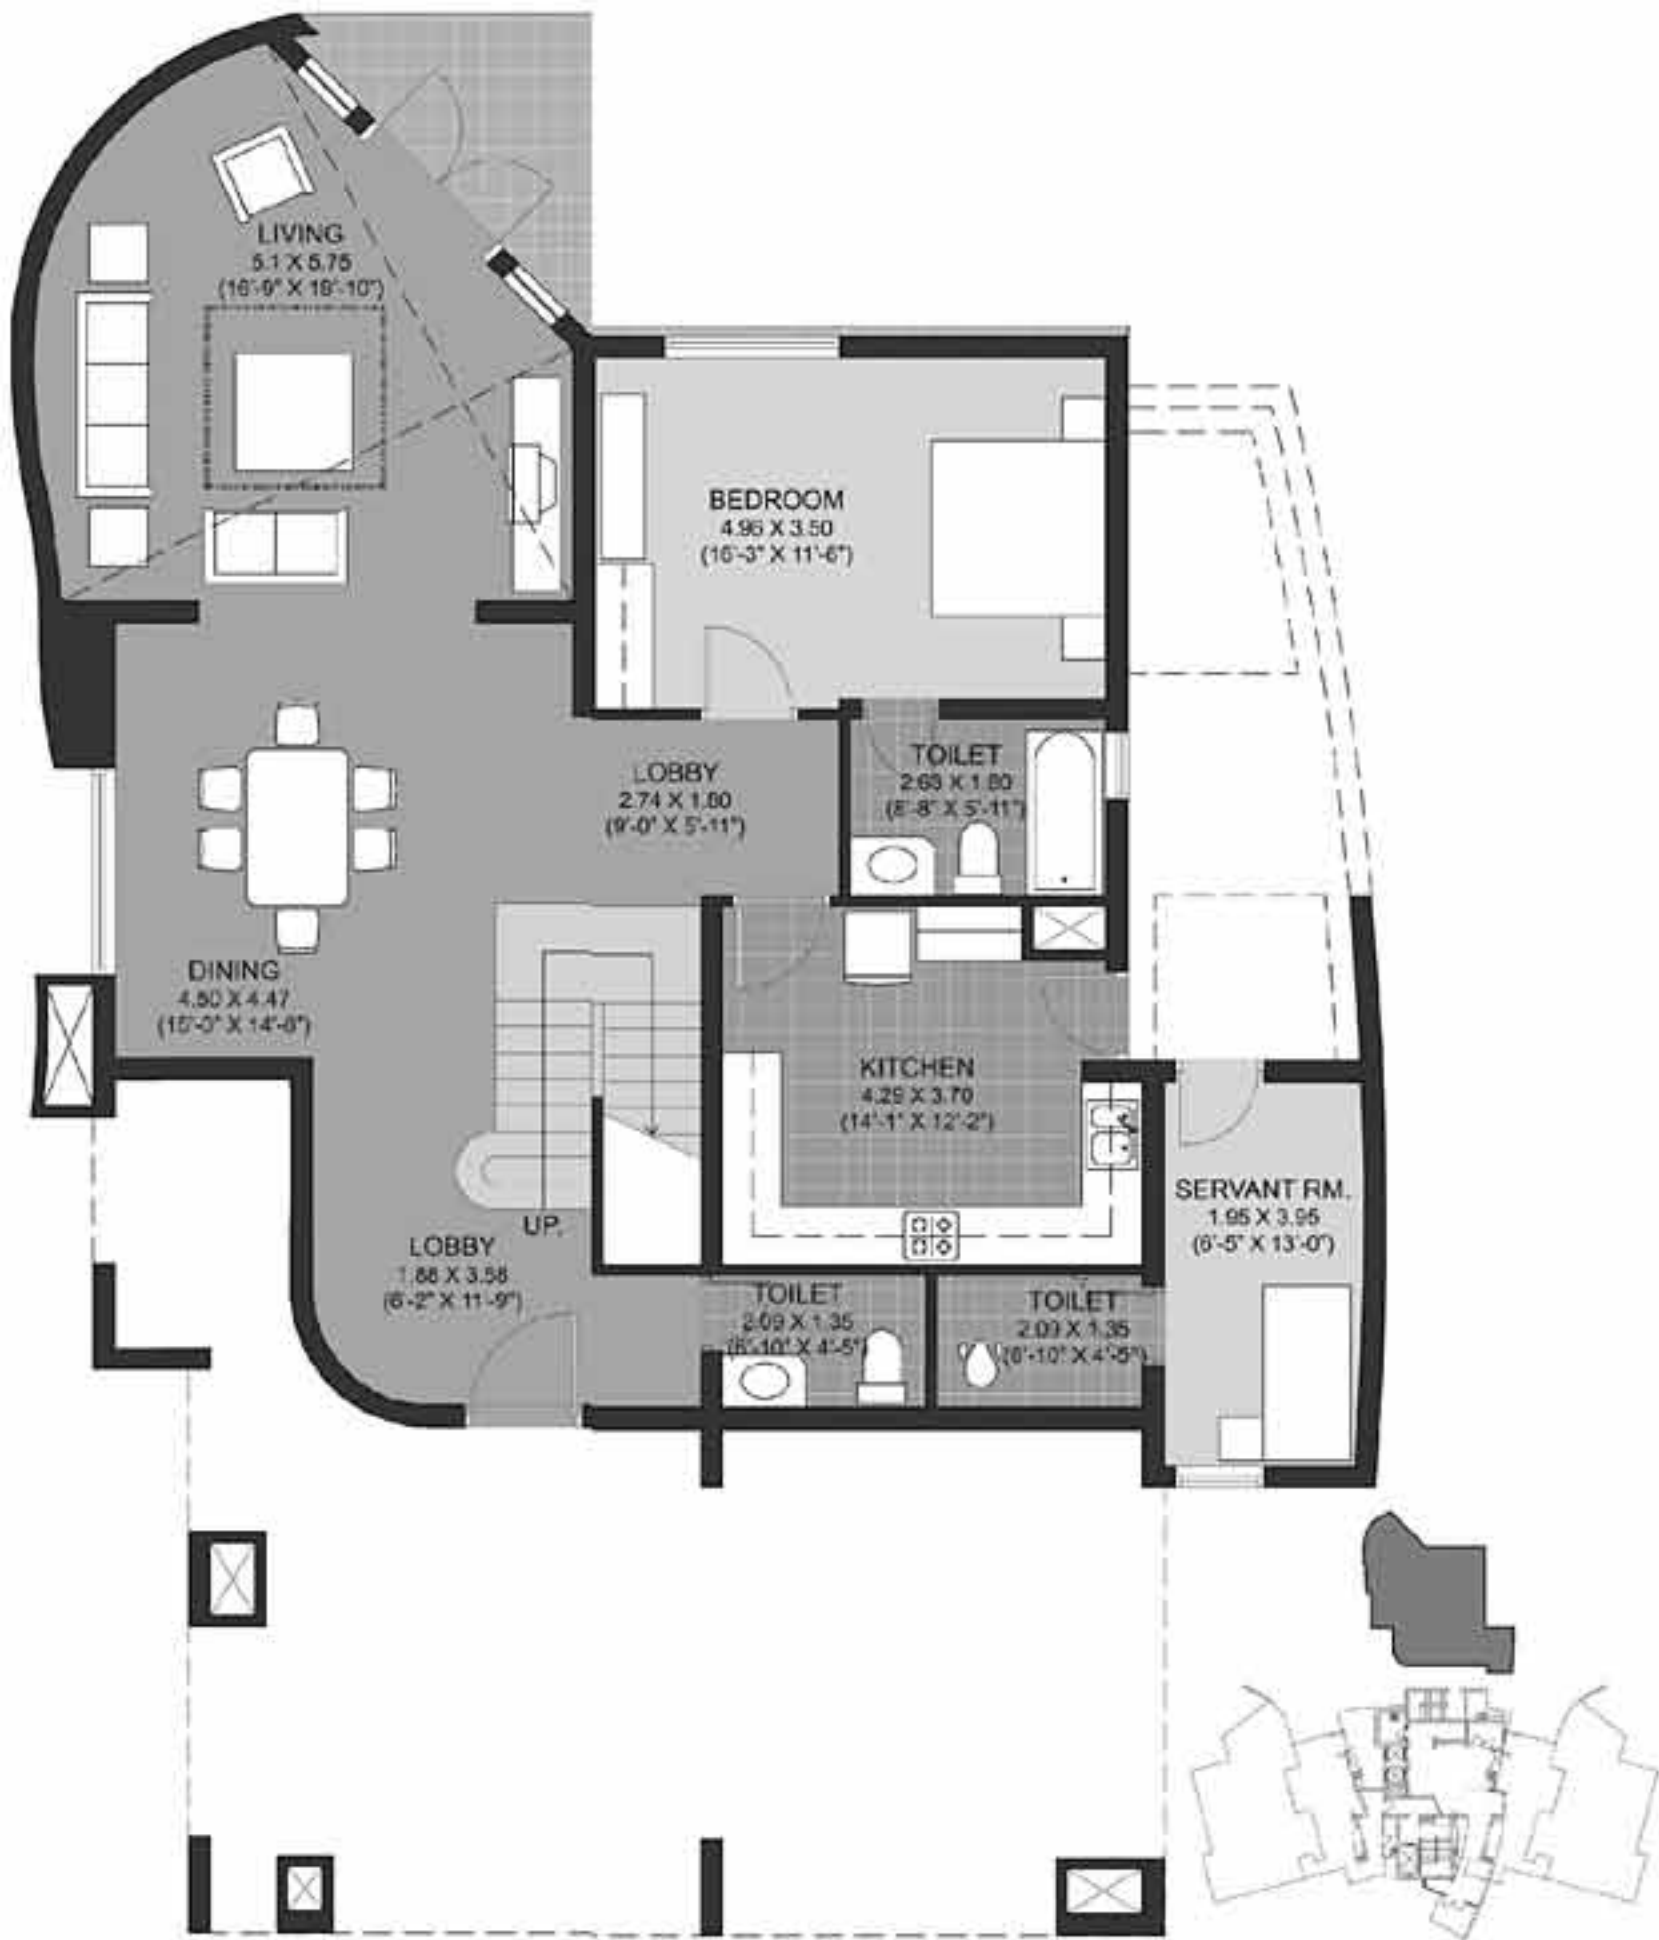 LIVING
5.1 X 5.75
(16'-9" X 18'-10")
BEDROOM
4.96 X 3.50
(16'-3" X 11'-6")
LOBBY
2.74 X 1.80
(9'-0" X 5'-11")
TOILET
2.63 X 1.80
(8'-8" X 5'-11")
DINING
4.50 X 4.47
(15'-0" X 14'-8")
KITCHEN
4.29 X 3.70
(14'-1" X 12'-2")
SERVANT RM.
1.95 X 3.95
(6'-5" X 13'-0")
UP.
LOBBY
1.88 X 3.58
(6'-2" X 11'-9")
TOILET
2.09 X 1.35
(6'-10" X 4'-5")
TOILET
2.09 X 1.35
(6'-10" X 4'-5")